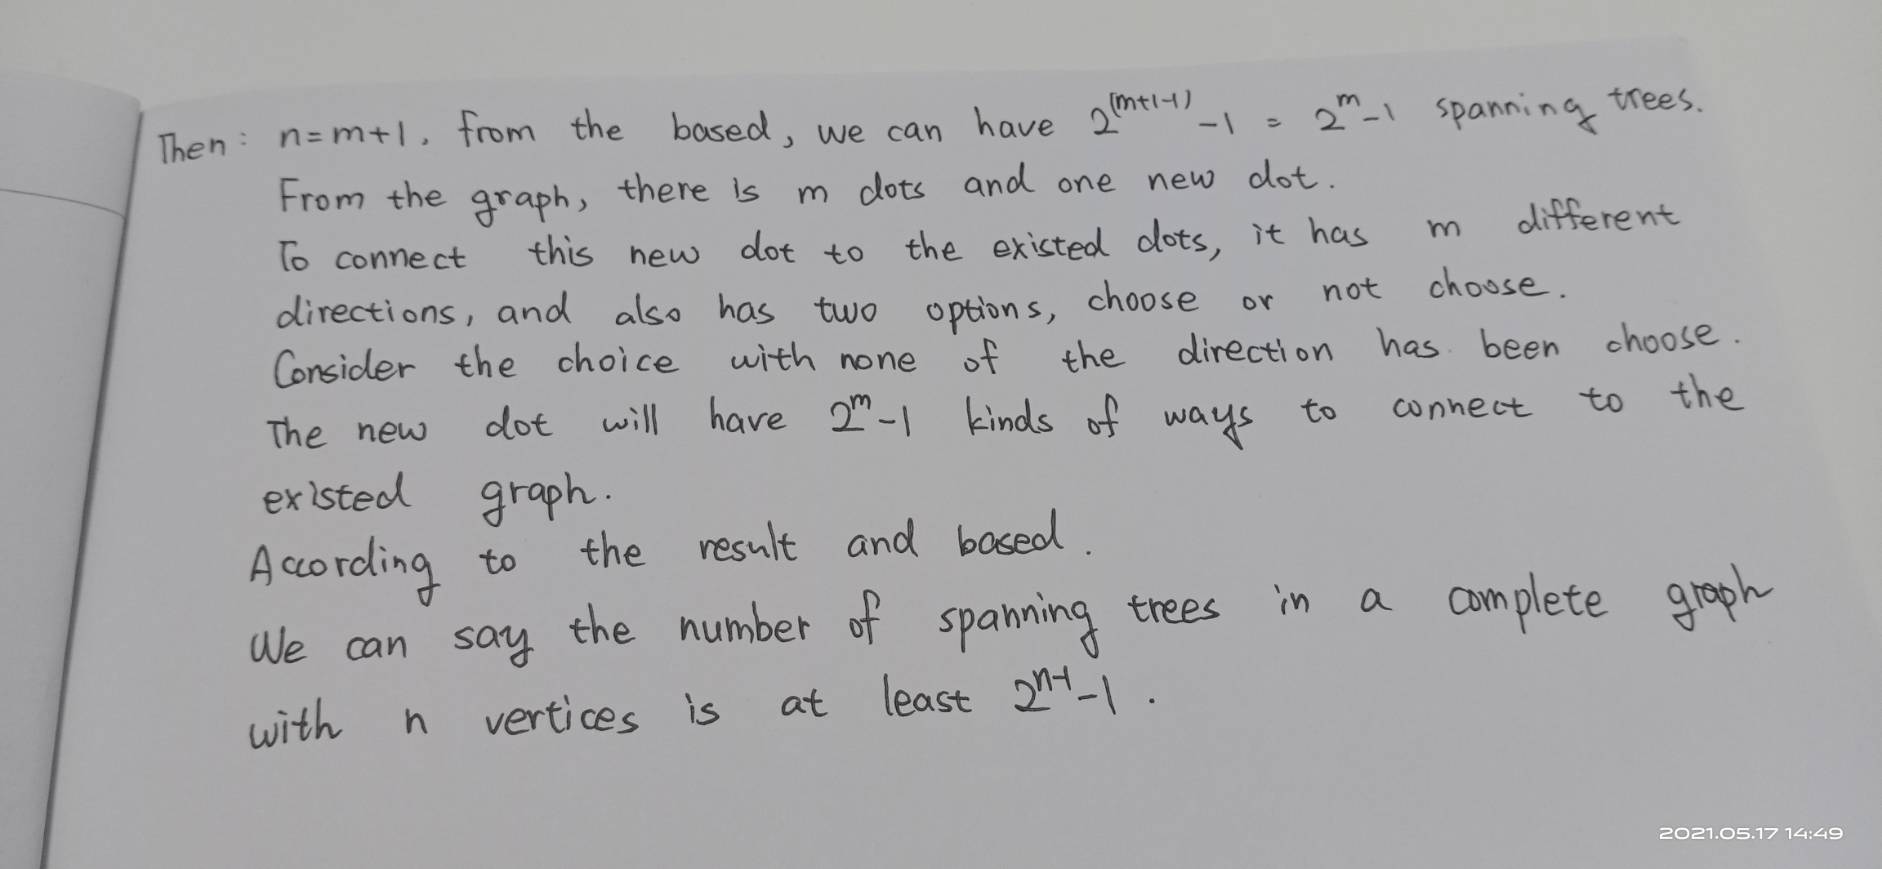 Then: n=m+1, from the based, we can have 2^(m+1-1) -1 = 2^m -1 spanning trees.
From the graph, there is m dots and one new dot.
To connect this new dot to the existed dots, it has m different
directions, and also has two options, choose or not choose.
Consider the choice with none of the direction has been choose.
The new dot will have 2^m -1 kinds of ways to connect to the
existed graph.
According to the result and based.
We can say the number of spanning trees in a complete graph
with n vertices is at least 2^n-1 -1.
2021.05.17 14:49